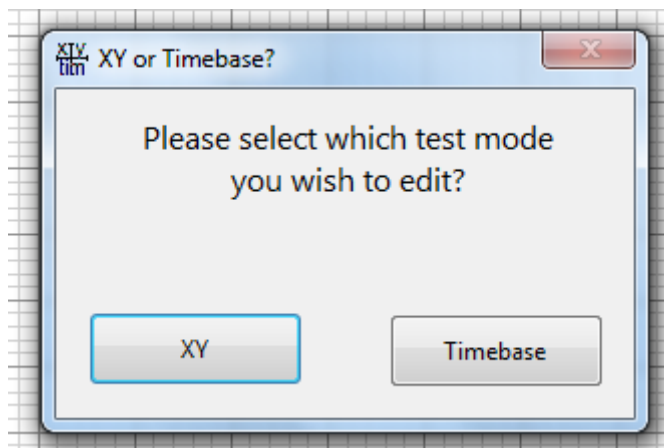 XY or Timebase?
Please select which test mode
you wish to edit?
XY
Timebase